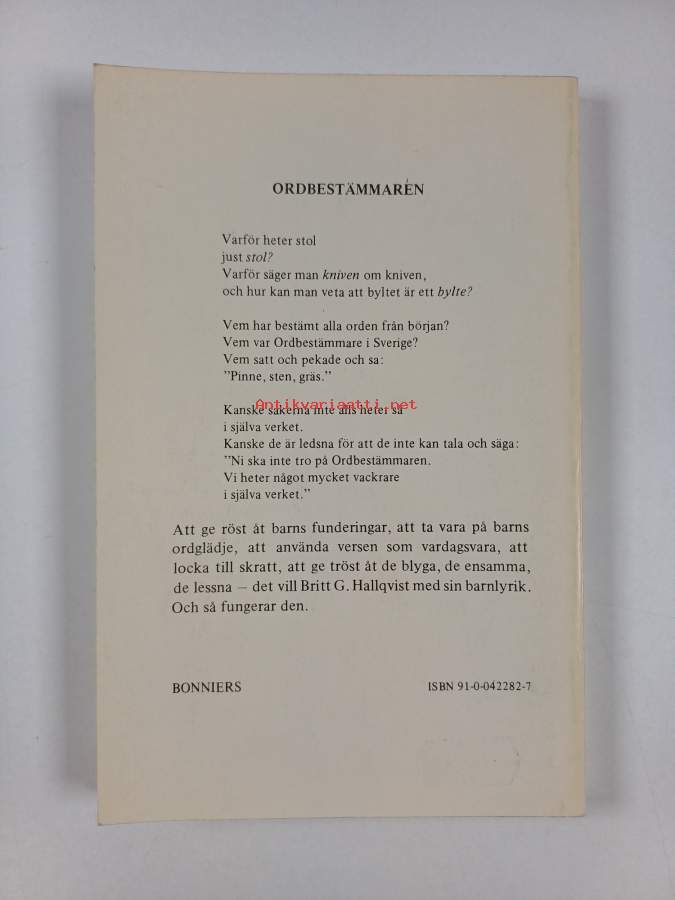 ORDBESTÄMMAREN
Varför heter stol
just stol?
Varför säger man kniven om kniven,
och hur kan man veta att byltet är ett bylte?
Vem har bestämt alla orden från början?
Vem var Ordbestämmare i Sverige?
Vem satt och pekade och sa:
”Pinne, sten, gräs.”
Antikvariaatti.net
Kanske sakerna inte alls heter så
i själva verket.
Kanske de är ledsna för att de inte kan tala och säga:
”Ni ska inte tro på Ordbestämmaren.
Vi heter något mycket vackrare
i själva verket.”
Att ge röst åt barns funderingar, att ta vara på barns
ordglädje, att använda versen som vardagsvara, att
locka till skratt, att ge tröst åt de blyga, de ensamma,
de lessna – det vill Britt G. Hallqvist med sin barnlyrik.
Och så fungerar den.
BONNIERS
ISBN 91-0-042282-7